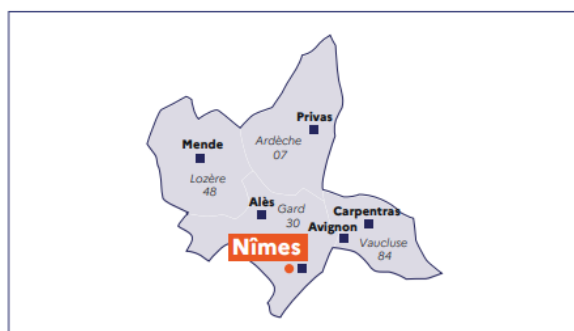 Privas
Ardèche
07
Mende
Lozère
48
Alès
Gard
30
Carpentras
Avignon
Vaucluse
84
Nîmes